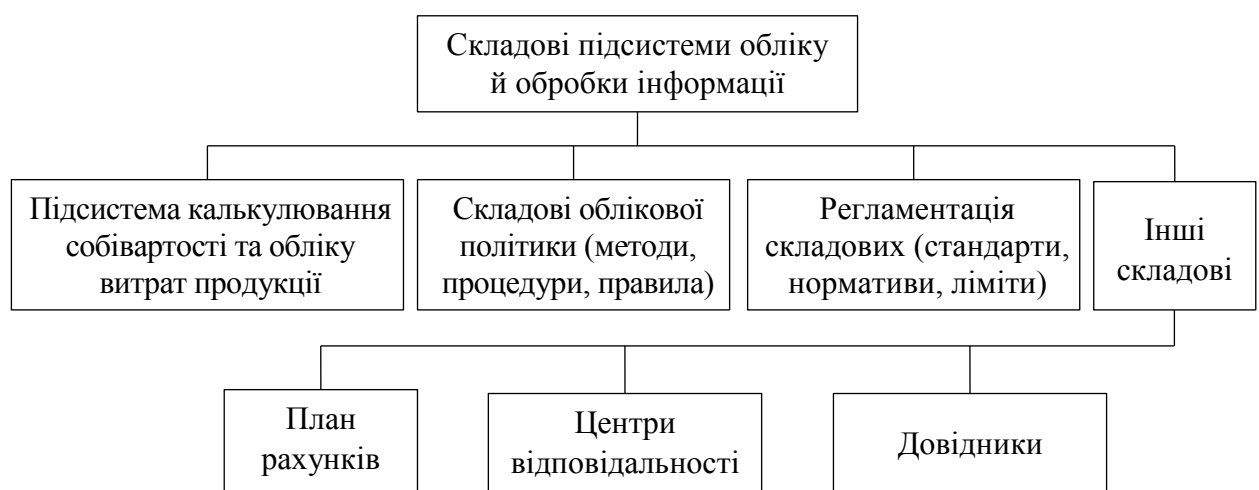 Складові підсистеми обліку
й обробки інформації
Підсистема калькулювання
собівартості та обліку
витрат продукції
Складові облікової
політики (методи,
процедури, правила)
Регламентація
складових (стандарти,
нормативи, ліміти)
Інші
складові
План
рахунків
Центри
відповідальності
Довідники